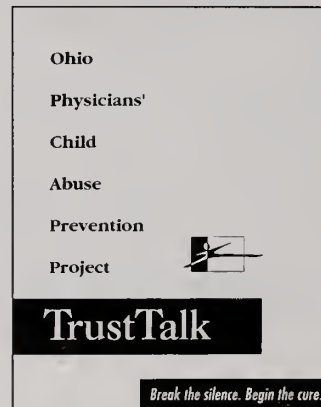 Ohio
Physicians'
Child
Abuse
Prevention
Project
TrustTalk
Break the silence. Begin the cure.